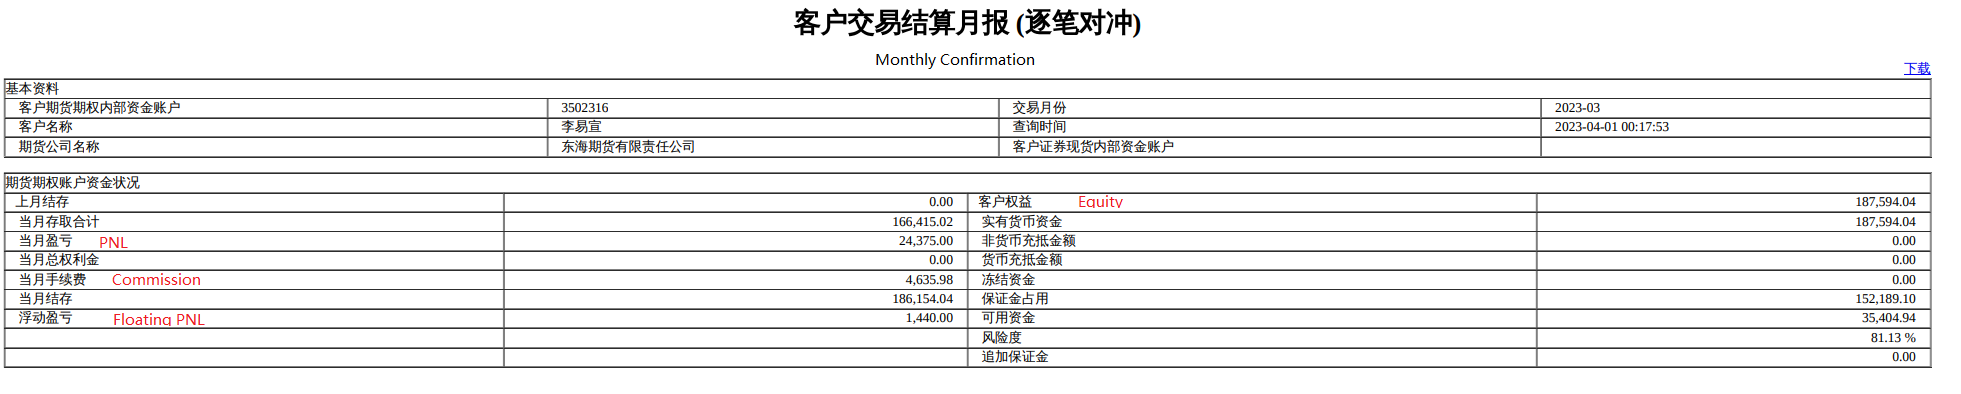 客户交易结算月报 (逐笔对冲)
Monthly Confirmation
下载
基本资料
客户期货期权内部资金账户 3502316 交易月份 2023-03
客户名称 李易宣 查询时间 2023-04-01 00:17:53
期货公司名称 东海期货有限责任公司 客户证券现货内部资金账户
期货期权账户资金状况
上月结存 0.00 客户权益 Equity 187,594.04
当月存取合计 166,415.02 实有货币资金 187,594.04
当月盈亏 PNL 24,375.00 非货币充抵金额 0.00
当月总权利金 0.00 货币充抵金额 0.00
当月手续费 Commission 4,635.98 冻结资金 0.00
当月结存 186,154.04 保证金占用 152,189.10
浮动盈亏 Floating PNL 1,440.00 可用资金 35,404.94
风险度 81.13 %
追加保证金 0.00